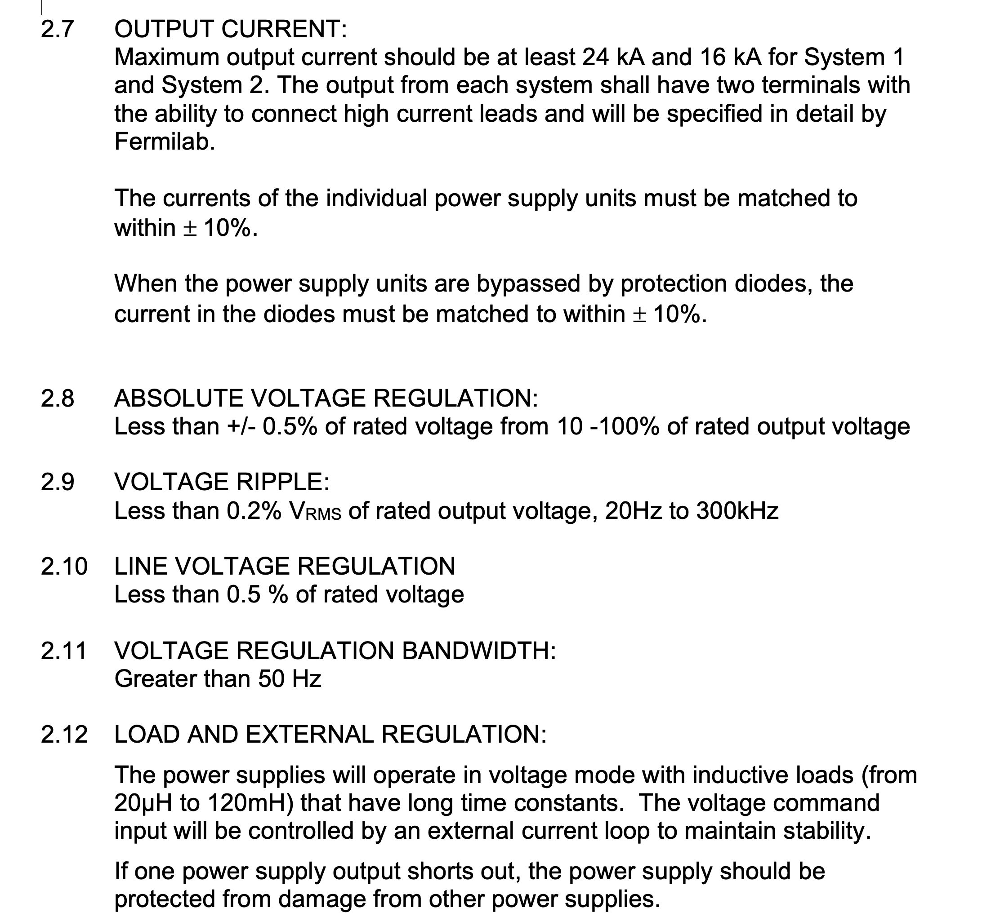 2.7 OUTPUT CURRENT:
Maximum output current should be at least 24 kA and 16 kA for System 1
and System 2. The output from each system shall have two terminals with
the ability to connect high current leads and will be specified in detail by
Fermilab.
The currents of the individual power supply units must be matched to
within ± 10%.
When the power supply units are bypassed by protection diodes, the
current in the diodes must be matched to within ± 10%.
2.8 ABSOLUTE VOLTAGE REGULATION:
Less than +/- 0.5% of rated voltage from 10 -100% of rated output voltage
2.9 VOLTAGE RIPPLE:
Less than 0.2% VRMS of rated output voltage, 20Hz to 300kHz
2.10 LINE VOLTAGE REGULATION
Less than 0.5 % of rated voltage
2.11 VOLTAGE REGULATION BANDWIDTH:
Greater than 50 Hz
2.12 LOAD AND EXTERNAL REGULATION:
The power supplies will operate in voltage mode with inductive loads (from
20µH to 120mH) that have long time constants.  The voltage command
input will be controlled by an external current loop to maintain stability.
If one power supply output shorts out, the power supply should be
protected from damage from other power supplies.